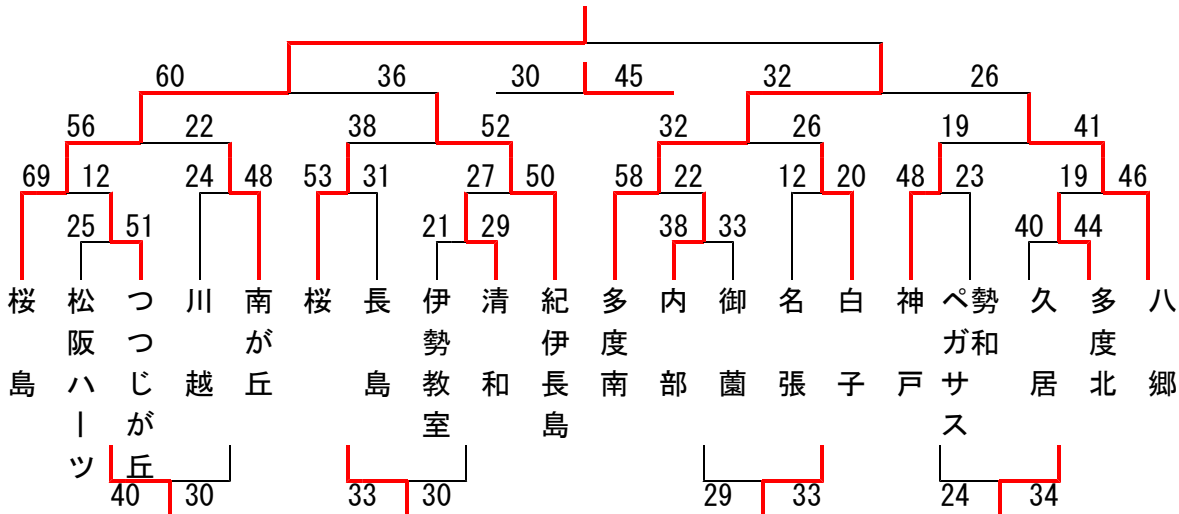 60 36 30 45 32 26
56 22 38 52 32 26 19 41
69 12 24 48 53 31 27 50 58 22 12 20 48 23 19 46
25 51 21 29 38 33 40 44
桜島
松阪ハーツ
つつじが丘
川越
南が丘
桜
長島
伊勢教室
清和
紀伊長島
多度南
内部
御薗
名張
白子
神戸
勢和
ペガサス
久居
多度北
八郷
40 30 33 30 29 33 24 34